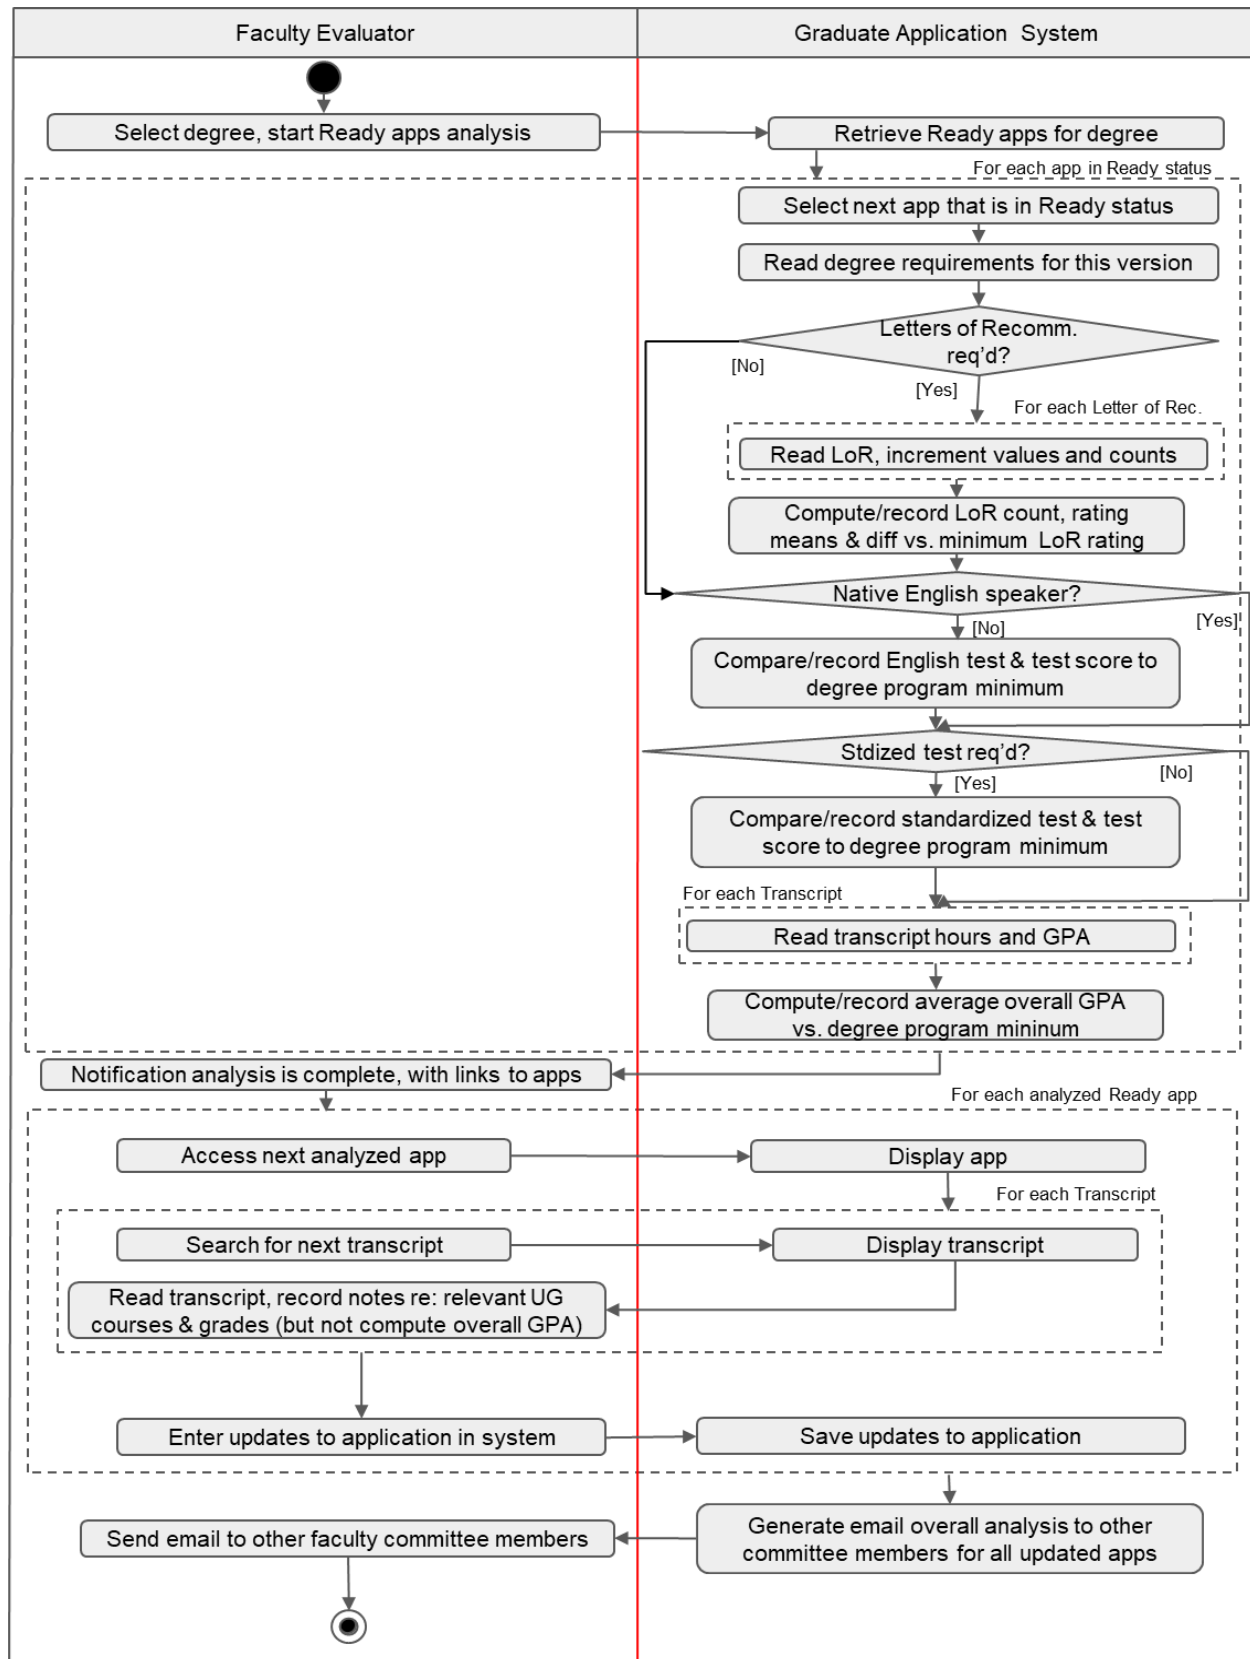 Faculty Evaluator
Graduate Application System
Select degree, start Ready apps analysis
Retrieve Ready apps for degree
For each app in Ready status
Select next app that is in Ready status
Read degree requirements for this version
Letters of Recomm.
req'd?
[No]
[Yes]
For each Letter of Rec.
Read LoR, increment values and counts
Compute/record LoR count, rating
means & diff vs. minimum LoR rating
Native English speaker?
[Yes]
[No]
Compare/record English test & test score to
degree program minimum
Stdized test req'd?
[No]
[Yes]
Compare/record standardized test & test
score to degree program minimum
For each Transcript
Read transcript hours and GPA
Compute/record average overall GPA
vs. degree program mininum
Notification analysis is complete, with links to apps
For each analyzed Ready app
Access next analyzed app
Display app
For each Transcript
Search for next transcript
Display transcript
Read transcript, record notes re: relevant UG
courses & grades (but not compute overall GPA)
Enter updates to application in system
Save updates to application
Send email to other faculty committee members
Generate email overall analysis to other
committee members for all updated apps